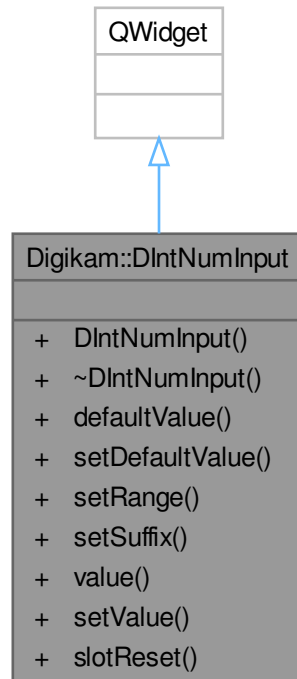 QWidget
Digikam::DIntNumInput
+ DIntNumInput()
+ ~DIntNumInput()
+ defaultValue()
+ setDefaultValue()
+ setRange()
+ setSuffix()
+ value()
+ setValue()
+ slotReset()